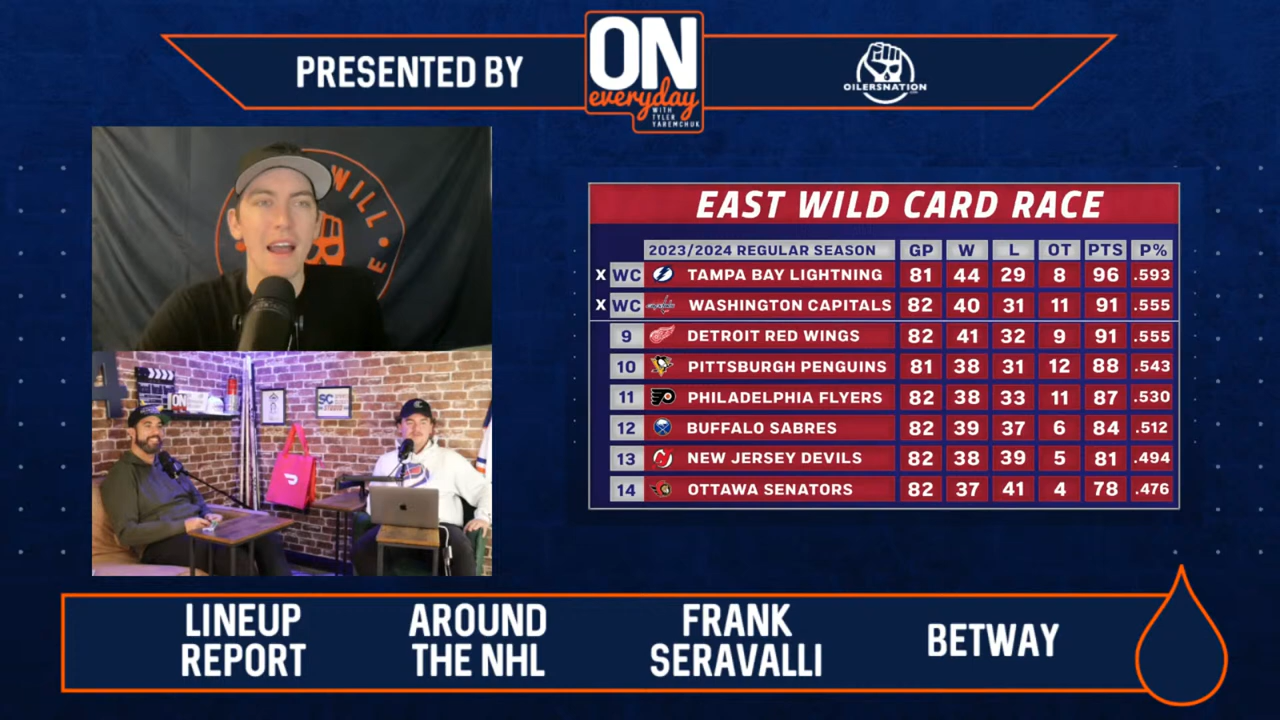 PRESENTED BY
ON
everyday
WITH
TYLER
YAREMCHUK
OILERSNATION
.com
WILL
E
EAST WILD CARD RACE
2023/2024 REGULAR SEASON GP W L OT PTS P%
X WC TAMPA BAY LIGHTNING 81 44 29 8 96 .593
X WC WASHINGTON CAPITALS 82 40 31 11 91 .555
9 DETROIT RED WINGS 82 41 32 9 91 .555
10 PITTSBURGH PENGUINS 81 38 31 12 88 .543
11 PHILADELPHIA FLYERS 82 38 33 11 87 .530
12 BUFFALO SABRES 82 39 37 6 84 .512
13 NEW JERSEY DEVILS 82 38 39 5 81 .494
14 OTTAWA SENATORS 82 37 41 4 78 .476
4
ON
SC
LINEUP
REPORT
AROUND
THE NHL
FRANK
SERAVALLI
BETWAY